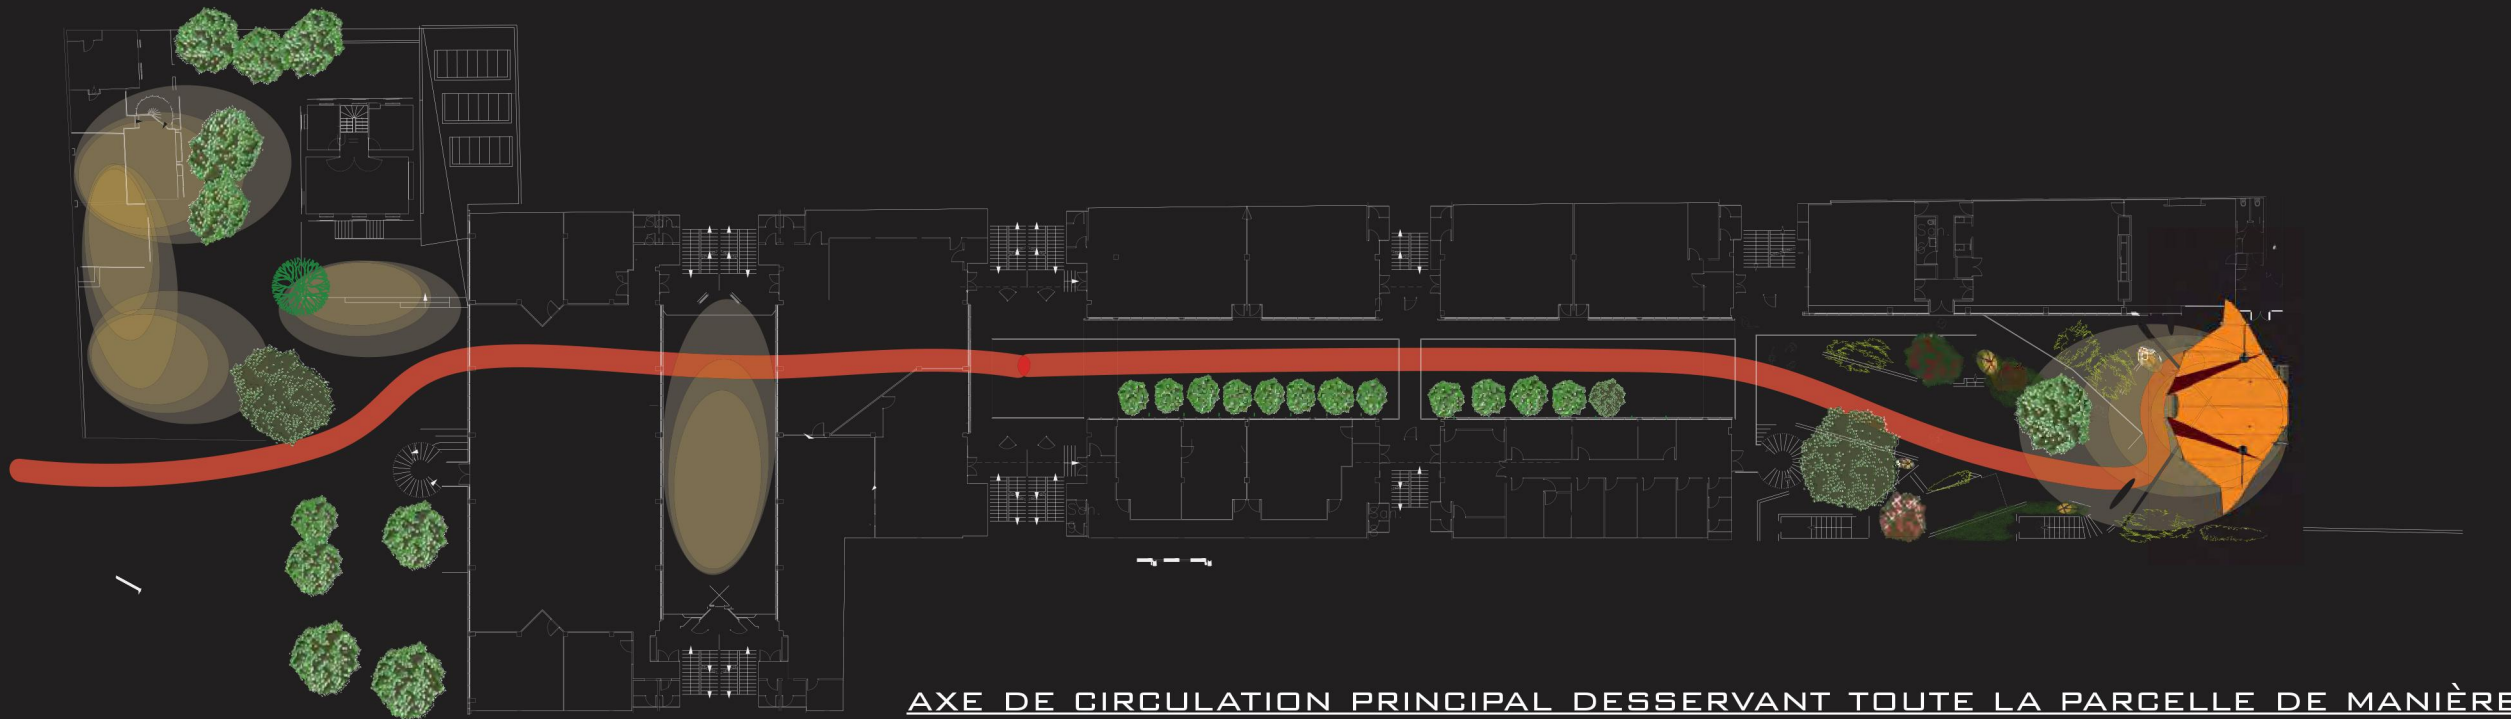 AXE DE CIRCULATION PRINCIPAL DESSERVANT TOUTE LA PARCELLE DE MANIÈRE